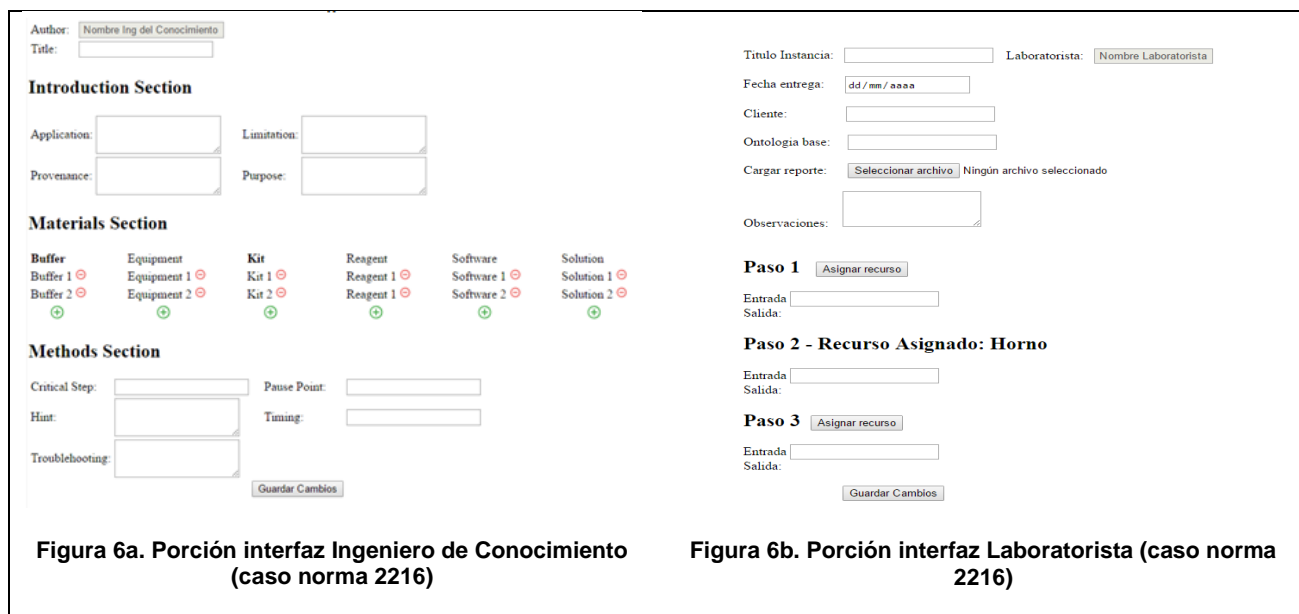 Author: Nombre Ing del Conocimiento
Title:
Introduction Section
Application: Limitation:
Provenance: Purpose:
Materials Section
Buffer Equipment Kit Reagent Software Solution
Buffer 1 Equipment 1 Kit 1 Reagent 1 Software 1 Solution 1
Buffer 2 Equipment 2 Kit 2 Reagent 1 Software 2 Solution 2
Methods Section
Critical Step: Pause Point:
Hint: Timing:
Troublehooting:
Guardar Cambios
Figura 6a. Porción interfaz Ingeniero de Conocimiento
(caso norma 2216)
Titulo Instancia: Laboratorista: Nombre Laboratorista
Fecha entrega: dd/mm/aaaa
Cliente:
Ontologia base:
Cargar reporte: Seleccionar archivo Ningún archivo seleccionado
Observaciones:
Paso 1 Asignar recurso
Entrada
Salida:
Paso 2 - Recurso Asignado: Horno
Entrada
Salida:
Paso 3 Asignar recurso
Entrada
Salida:
Guardar Cambios
Figura 6b. Porción interfaz Laboratorista (caso norma
2216)